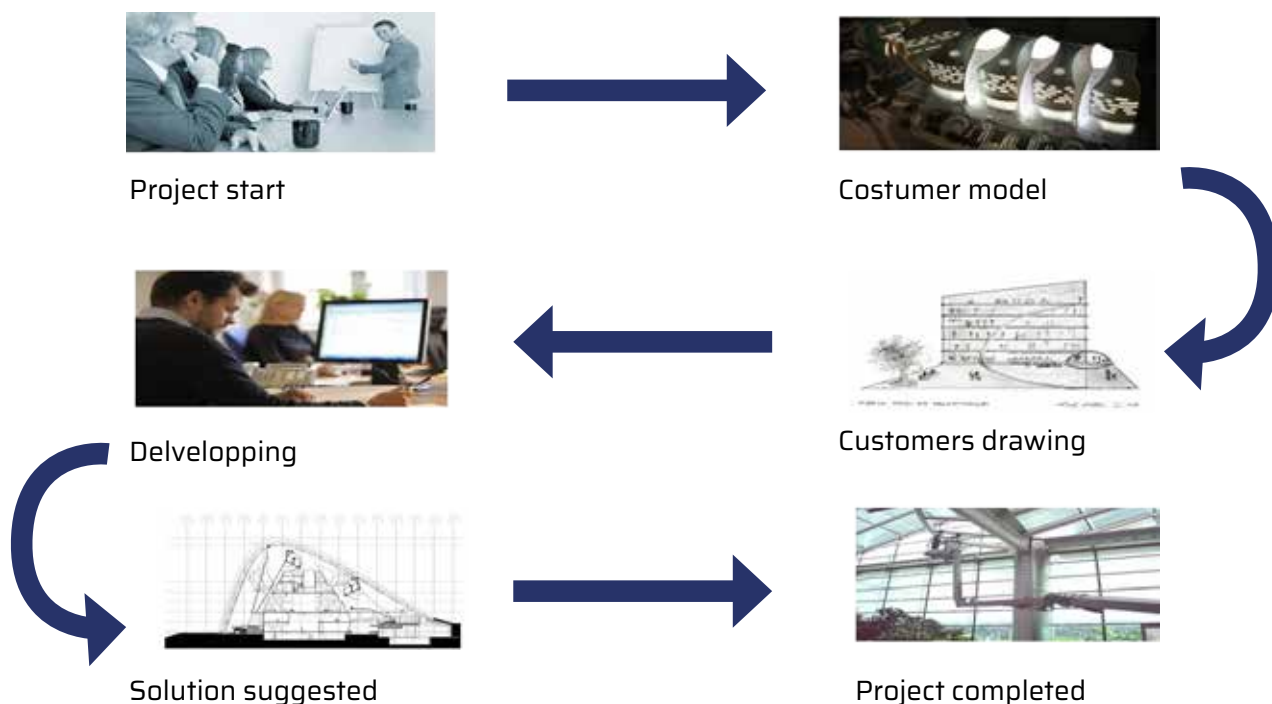 Project start
Costumer model
Customers drawing
Delvelopping
Solution suggested
Project completed